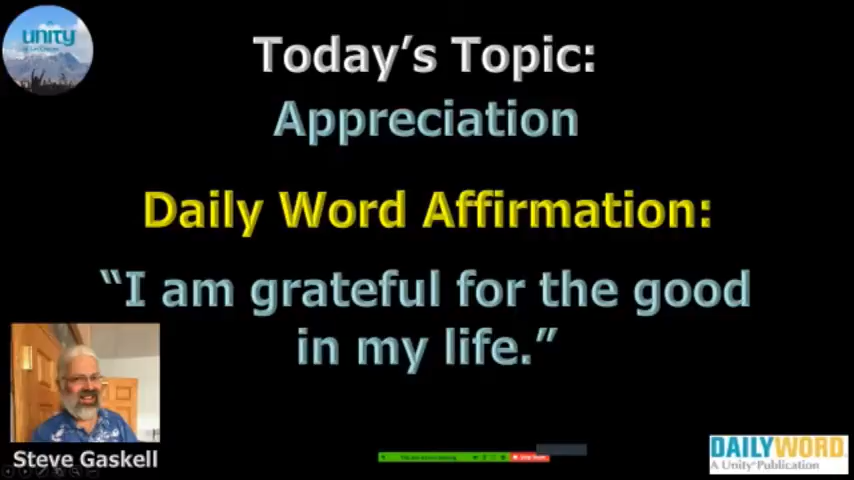 unity
Today's Topic:
Appreciation
Daily Word Affirmation:
“I am grateful for the good
in my life.”
Steve Gaskell
DAILY WORD
A Unity Publication